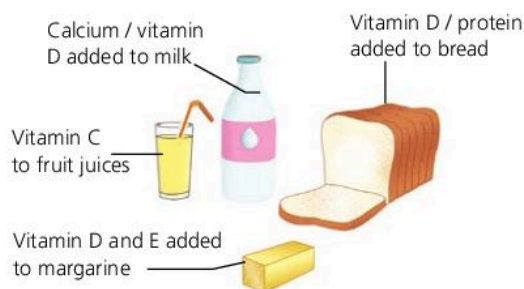 Calcium / vitamin
D added to milk
Vitamin D / protein
added to bread
Vitamin C
to fruit juices
Vitamin D and E added
to margarine